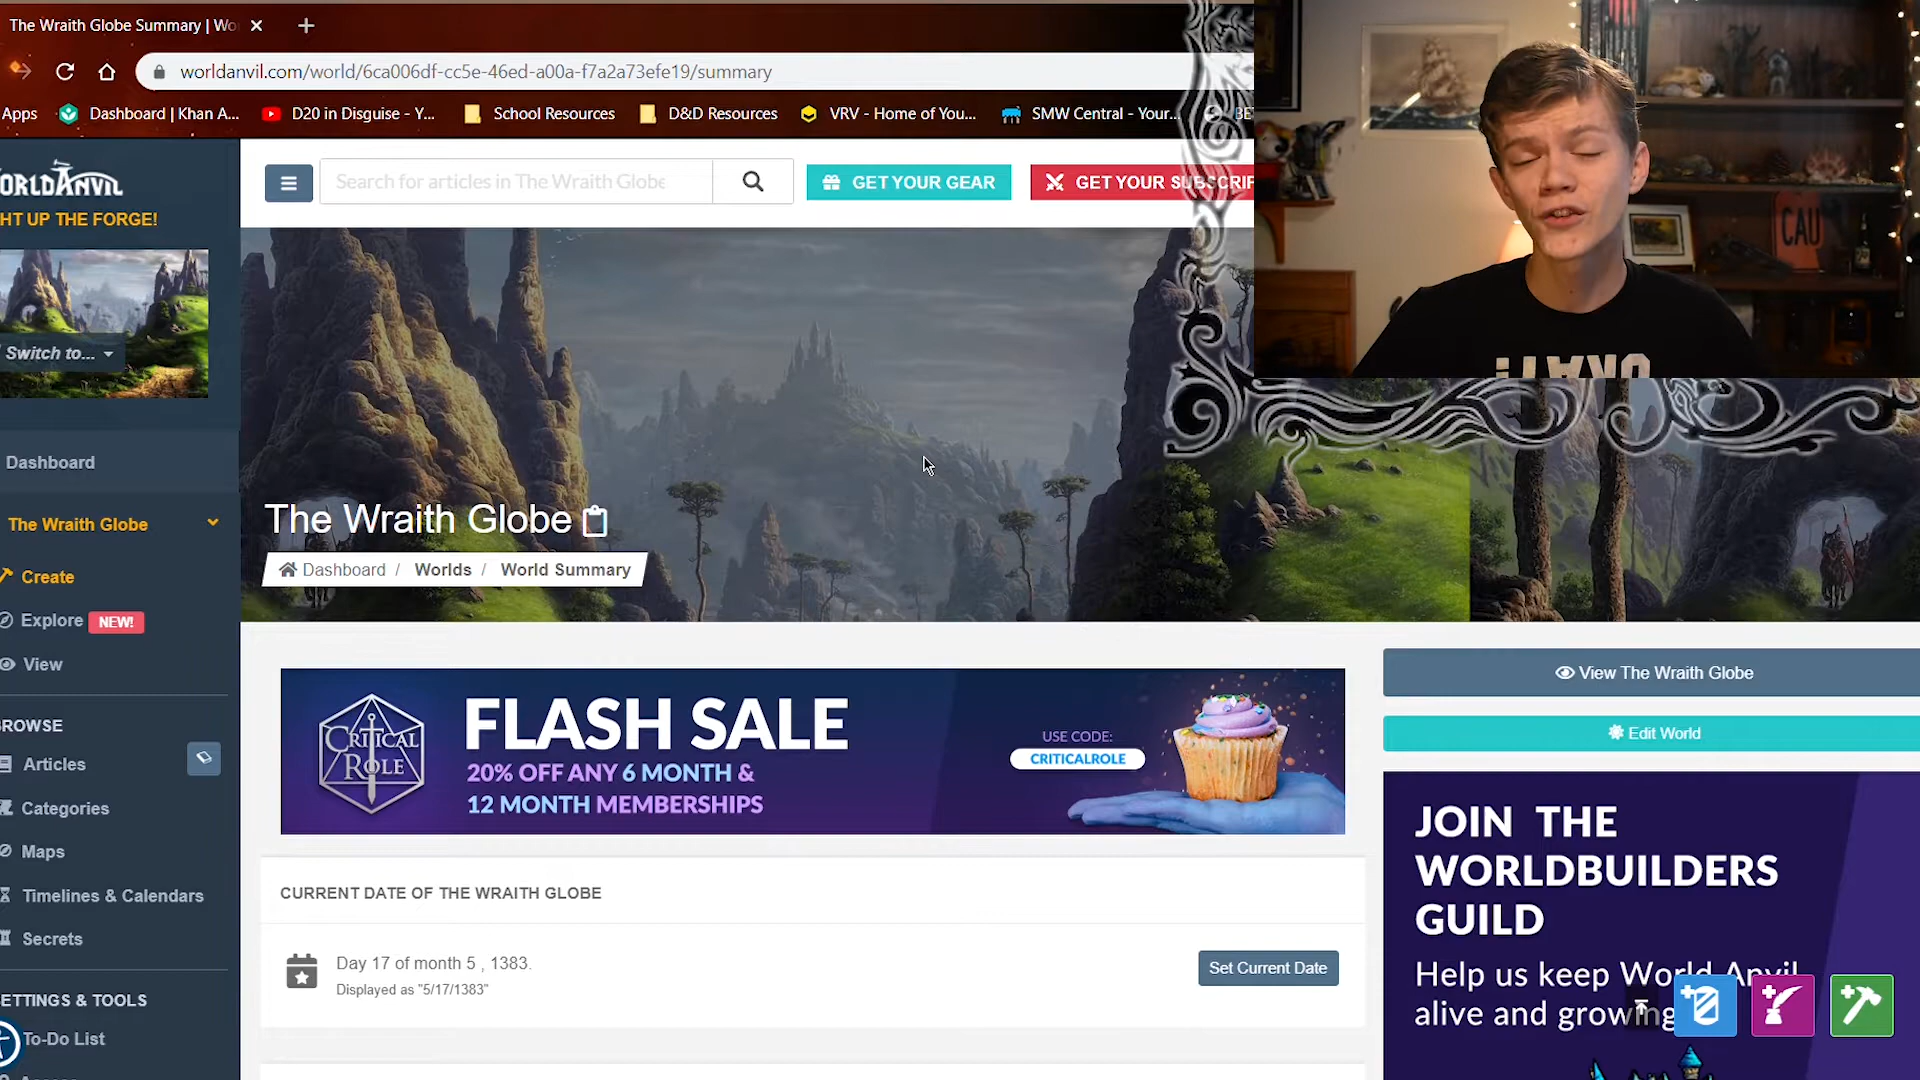 The Wraith Globe Summary | Wo
worldanvil.com/world/6ca006df-cc5e-46ed-a00a-f7a2a73efe19/summary
Apps
Dashboard | Khan A...
D20 in Disguise - Y...
School Resources
D&D Resources
VRV - Home of You...
SMW Central - Your...
BE
ORLDANVIL
HT UP THE FORGE!
Search for articles in The Wraith Globe
GET YOUR GEAR
GET YOUR SUBSCRIP
CAU
Switch to...
Dashboard
The Wraith Globe
Create
Explore NEW!
View
ROWSE
Articles
Categories
Maps
Timelines & Calendars
Secrets
ETTINGS & TOOLS
To-Do List
The Wraith Globe
Dashboard / Worlds / World Summary
CRITICAL
ROLE
FLASH SALE
20% OFF ANY 6 MONTH &
12 MONTH MEMBERSHIPS
USE CODE:
CRITICALROLE
CURRENT DATE OF THE WRAITH GLOBE
Day 17 of month 5 , 1383.
Displayed as "5/17/1383"
Set Current Date
View The Wraith Globe
Edit World
JOIN THE
WORLDBUILDERS
GUILD
Help us keep World Anvil
alive and growing